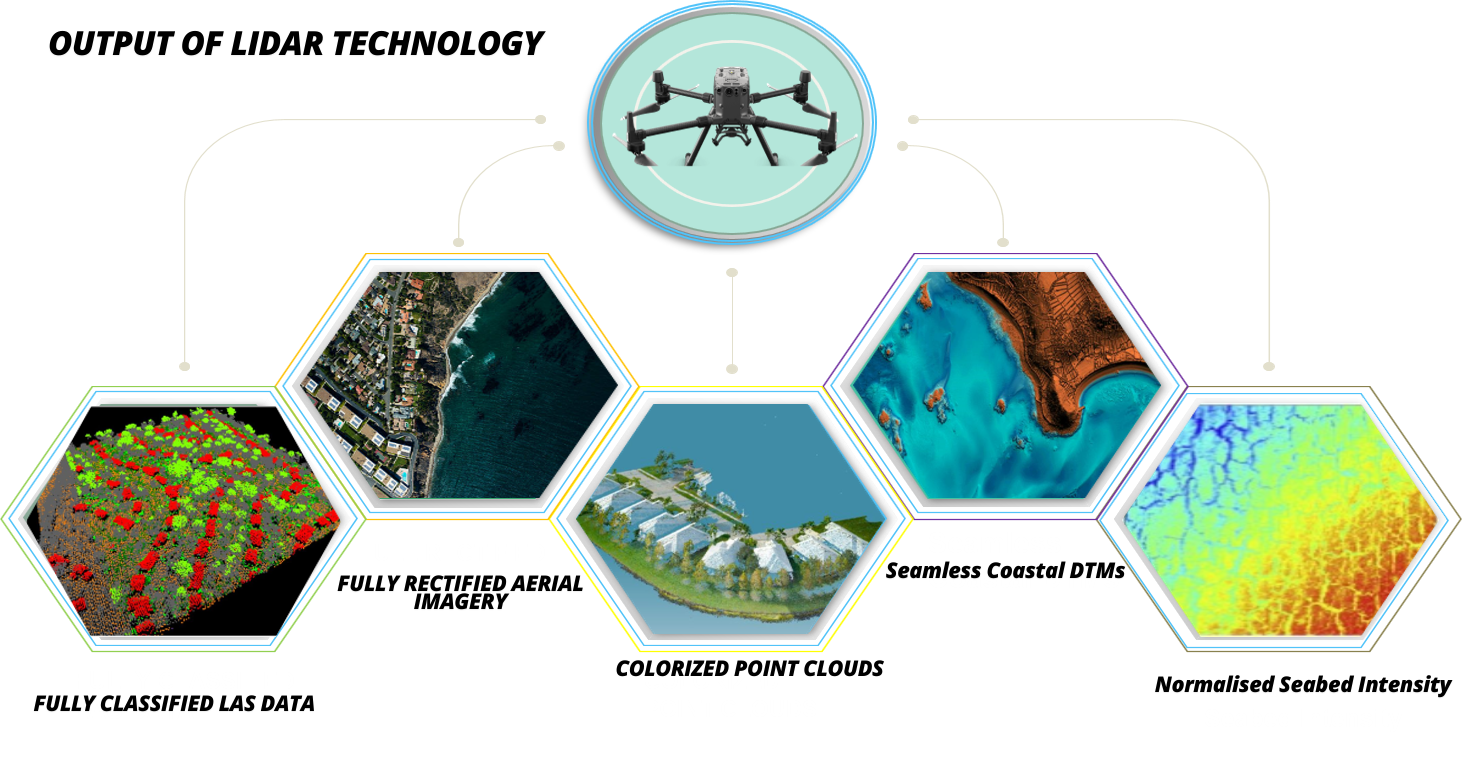 OUTPUT OF LIDAR TECHNOLOGY
FULLY CLASSIFIED LAS DATA
FULLY RECTIFIED AERIAL
IMAGERY
COLORIZED POINT CLOUDS
Seamless Coastal DTMs
Normalised Seabed Intensity